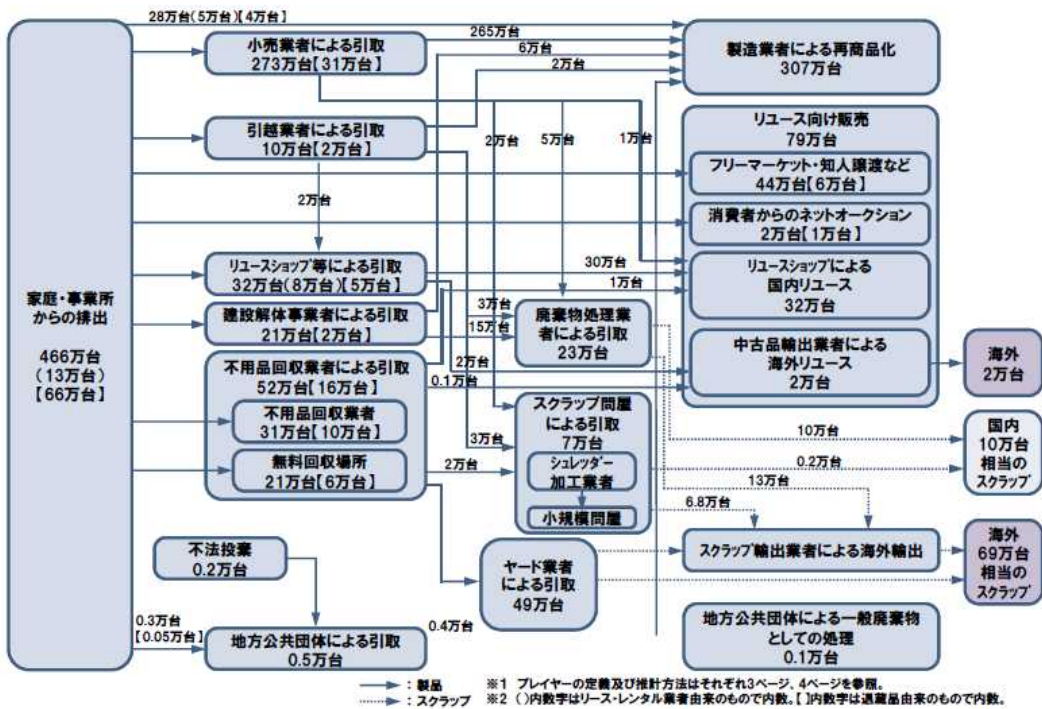 28万台(5万台)【4万台】
家庭・事業所
からの排出
466万台
(13万台)
【66万台】
小売業者による引取
273万台【31万台】
265万台
6万台
2万台
製造業者による再商品化
307万台
引越業者による引取
10万台【2万台】
2万台
5万台
1万台
リユース向け販売
79万台
フリーマーケット・知人譲渡など
44万台【6万台】
消費者からのネットオークション
2万台【1万台】
2万台
リユースショップ等による引取
32万台(8万台)【5万台】
30万台
1万台
リユースショップによる
国内リユース
32万台
建設解体事業者による引取
21万台【2万台】
3万台
15万台
廃棄物処理業
者による引取
23万台
中古品輸出業者による
海外リユース
2万台
海外
2万台
不用品回収業者による引取
52万台【16万台】
2万台
0.1万台
不用品回収業者
31万台【10万台】
無料回収場所
21万台【6万台】
3万台
2万台
スクラップ問屋
による引取
7万台
シュレッダー
加工業者
小規模問屋
10万台
0.2万台
13万台
6.8万台
国内
10万台
相当の
スクラップ
不法投棄
0.2万台
ヤード業者
による引取
49万台
スクラップ輸出業者による海外輸出
海外
69万台
相当の
スクラップ
0.3万台
【0.05万台】
地方公共団体による引取
0.5万台
0.4万台
地方公共団体による一般廃棄物
としての処理
0.1万台
:製品
※1 プレイヤーの定義及び推計方法はそれぞれ3ページ、4ページを参照。
:スクラップ
※2 ( )内数字はリース・レンタル業者由来のもので内数。【 】内数字は退蔵品由来のもので内数。